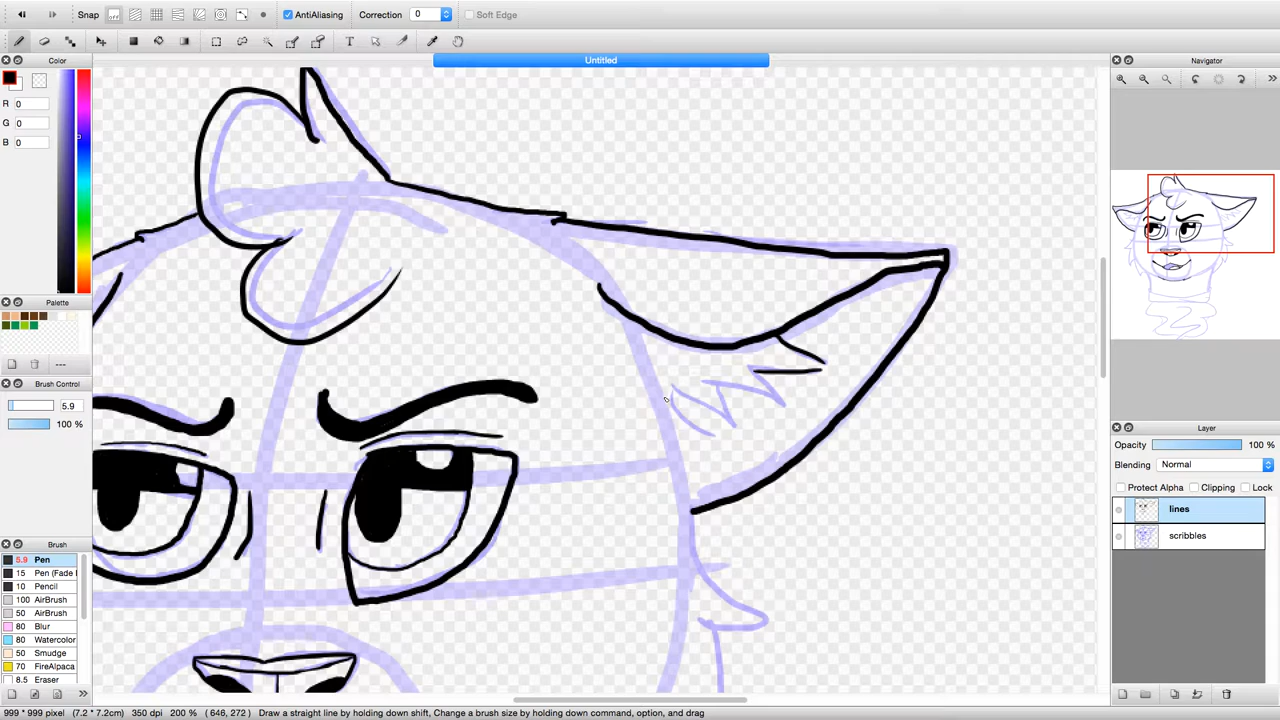 Snap off AntiAliasing Correction 0 Soft Edge
T
Untitled
Color
R 0
G 0
B 0
Palette
---
Brush Control
5.9
100 %
Brush
5.9 Pen
15 Pen (Fade I
10 Pencil
100 AirBrush
50 AirBrush
80 Blur
80 Watercolor
50 Smudge
70 FireAlpaca
8.5 Eraser
Navigator
Layer
Opacity 100 %
Blending Normal
Protect Alpha Clipping Lock
lines
scribbles
999 * 999 pixel (7.2 * 7.2cm) 350 dpi 200 % ( 646, 272 ) Draw a straight line by holding down shift, Change a brush size by holding down command, option, and drag